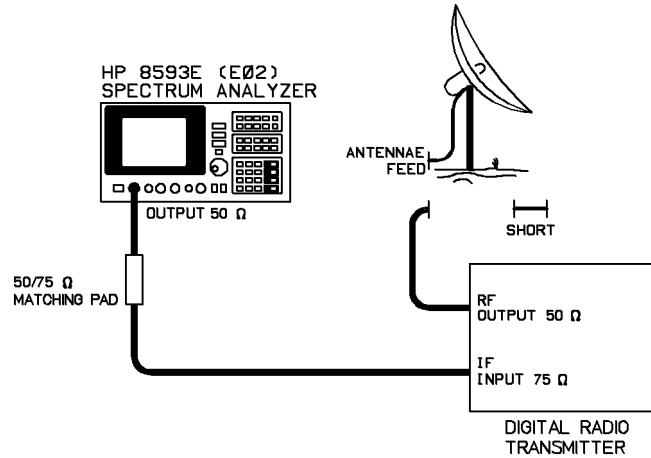 HP 8593E (EØ2)
SPECTRUM ANALYZER
OUTPUT 50 Ω
ANTENNAE
FEED
SHORT
50/75 Ω
MATCHING PAD
RF
OUTPUT 50 Ω
IF
INPUT 75 Ω
DIGITAL RADIO
TRANSMITTER